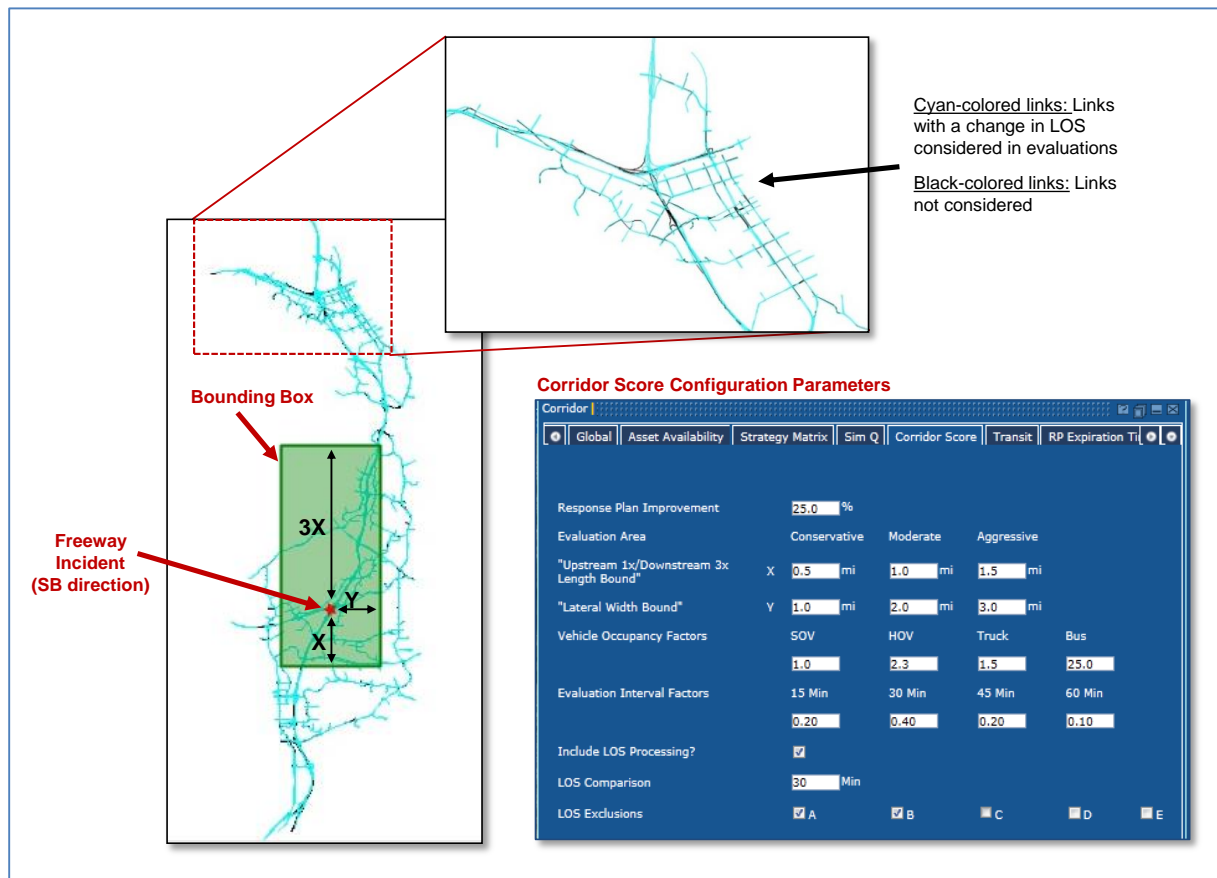 Cyan-colored links: Links
with a change in LOS
considered in evaluations
Black-colored links: Links
not considered
Bounding Box
Freeway
Incident
(SB direction)
3X
Y
X
Corridor Score Configuration Parameters
Corridor
Global Asset Availability Strategy Matrix Sim Q Corridor Score Transit RP Expiration
Response Plan Improvement 25.0 %
Evaluation Area Conservative Moderate Aggressive
"Upstream 1x/Downstream 3x
Length Bound" X 0.5 mi 1.0 mi 1.5 mi
"Lateral Width Bound" Y 1.0 mi 2.0 mi 3.0 mi
Vehicle Occupancy Factors SOV HOV Truck Bus
1.0 2.3 1.5 25.0
Evaluation Interval Factors 15 Min 30 Min 45 Min 60 Min
0.20 0.40 0.20 0.10
Include LOS Processing?
LOS Comparison 30 Min
LOS Exclusions A B C D E